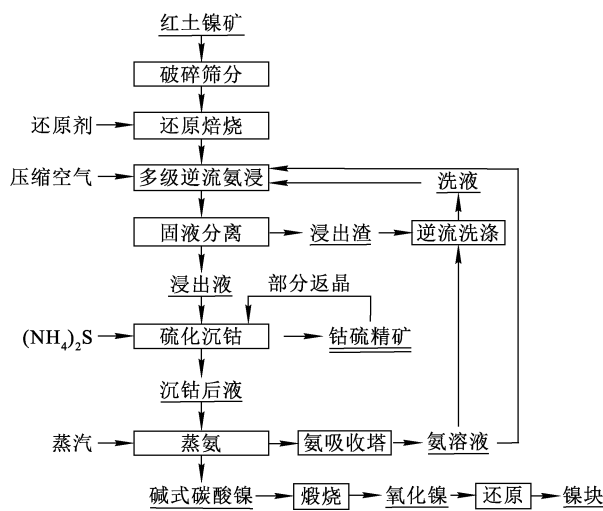 红土镍矿
破碎筛分
还原剂
还原焙烧
压缩空气
多级逆流氨浸
洗液
固液分离
浸出渣
逆流洗涤
浸出液
部分返晶
(NH₄)₂S
硫化沉钴
钴硫精矿
沉钴后液
蒸汽
蒸氨
氨吸收塔
氨溶液
碱式碳酸镍
煅烧
氧化镍
还原
镍块